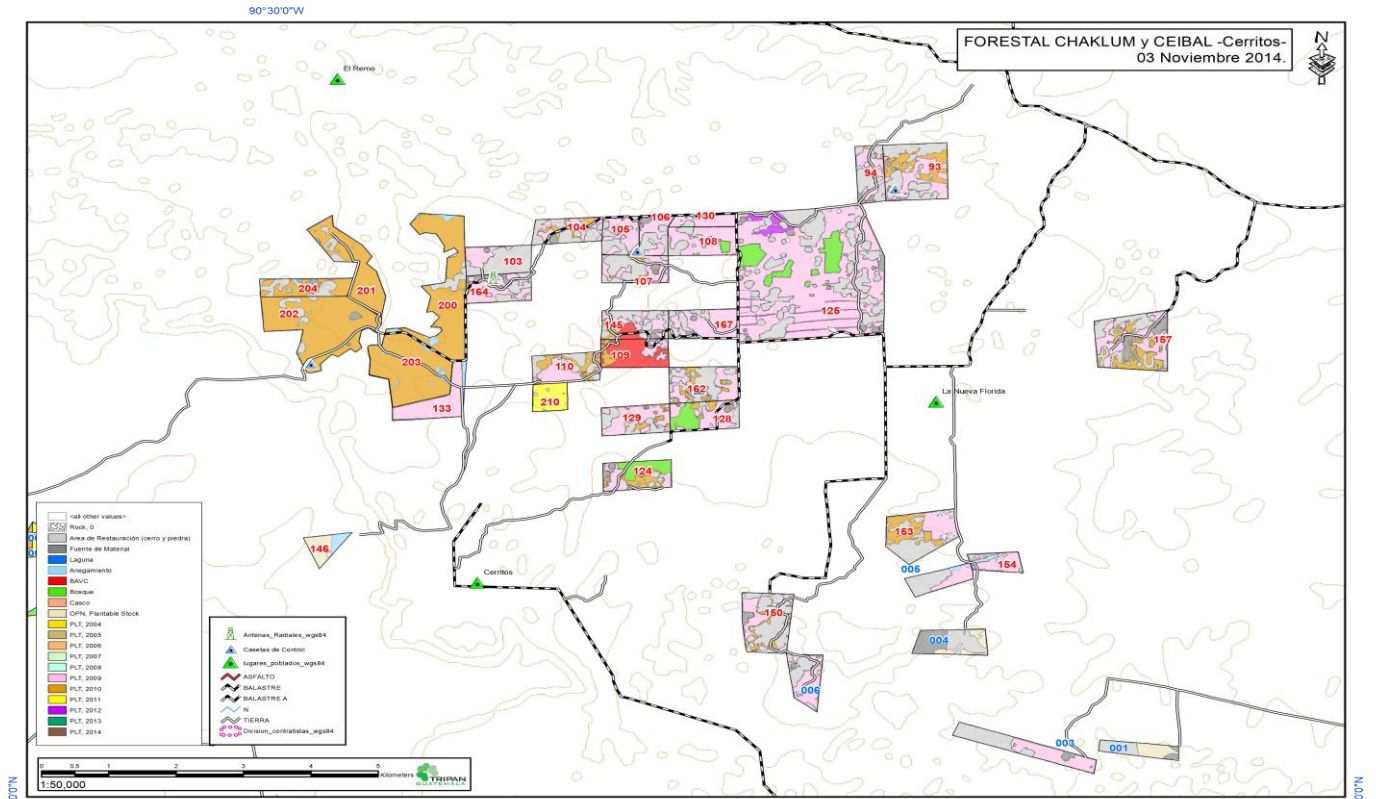 90°30'0"W
FORESTAL CHAKLUM y CEIBAL -Cerritos-
03 Noviembre 2014.
N
El Remo
94
93
106
130
104
105
108
103
107
204
201
164
200
202
145
167
125
157
109
203
110
162
La Nueva Florida
210
133
129
128
124
153
146
005
154
Cerritos
150
004
006
003
001
<all other values>
Rock, 0
Area de Restauración (cerro y piedra)
Fuente de Material
Laguna
Anegamiento
BAVC
Bosque
Casco
OPN, Plantable Stock
PLT, 2004
PLT, 2005
PLT, 2006
PLT, 2007
PLT, 2008
PLT, 2009
PLT, 2010
PLT, 2011
PLT, 2012
PLT, 2013
PLT, 2014
Antenas_Radiales_wgs84
Casetas de Control
lugares_poblados_wgs84
ASFALTO
BALASTRE
BALASTRE A
N
TIERRA
Division_contratistas_wgs84
0 0.5 1 2 3 4 5
Kilometers
1:50,000
TRIPAN
GUATEMALA